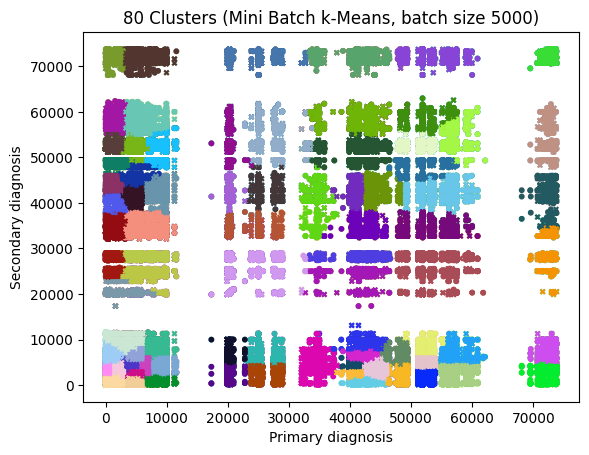 80 Clusters (Mini Batch k-Means, batch size 5000)
Secondary diagnosis
70000
60000
50000
40000
30000
20000
10000
0
0 10000 20000 30000 40000 50000 60000 70000
Primary diagnosis